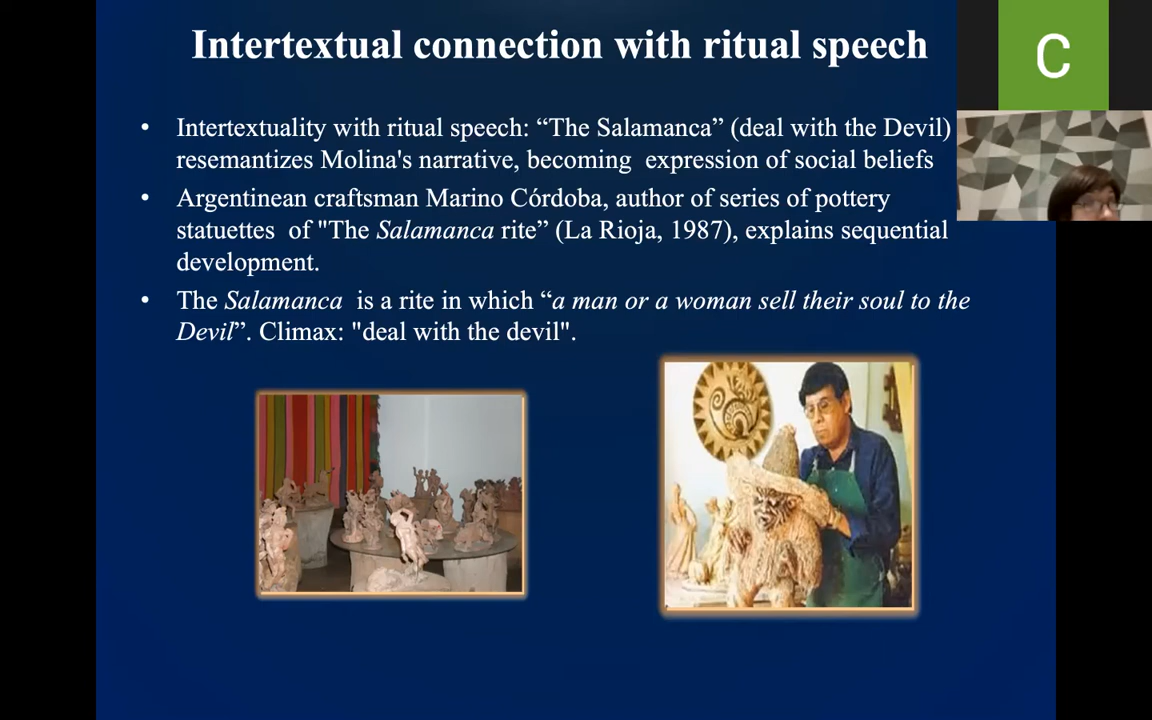 Intertextual connection with ritual speech
C
• Intertextuality with ritual speech: “The Salamanca” (deal with the Devil)
resemantizes Molina's narrative, becoming expression of social beliefs
• Argentinean craftsman Marino Córdoba, author of series of pottery
statuettes of "The Salamanca rite” (La Rioja, 1987), explains sequential
development.
• The Salamanca is a rite in which “a man or a woman sell their soul to the
Devil”. Climax: "deal with the devil".